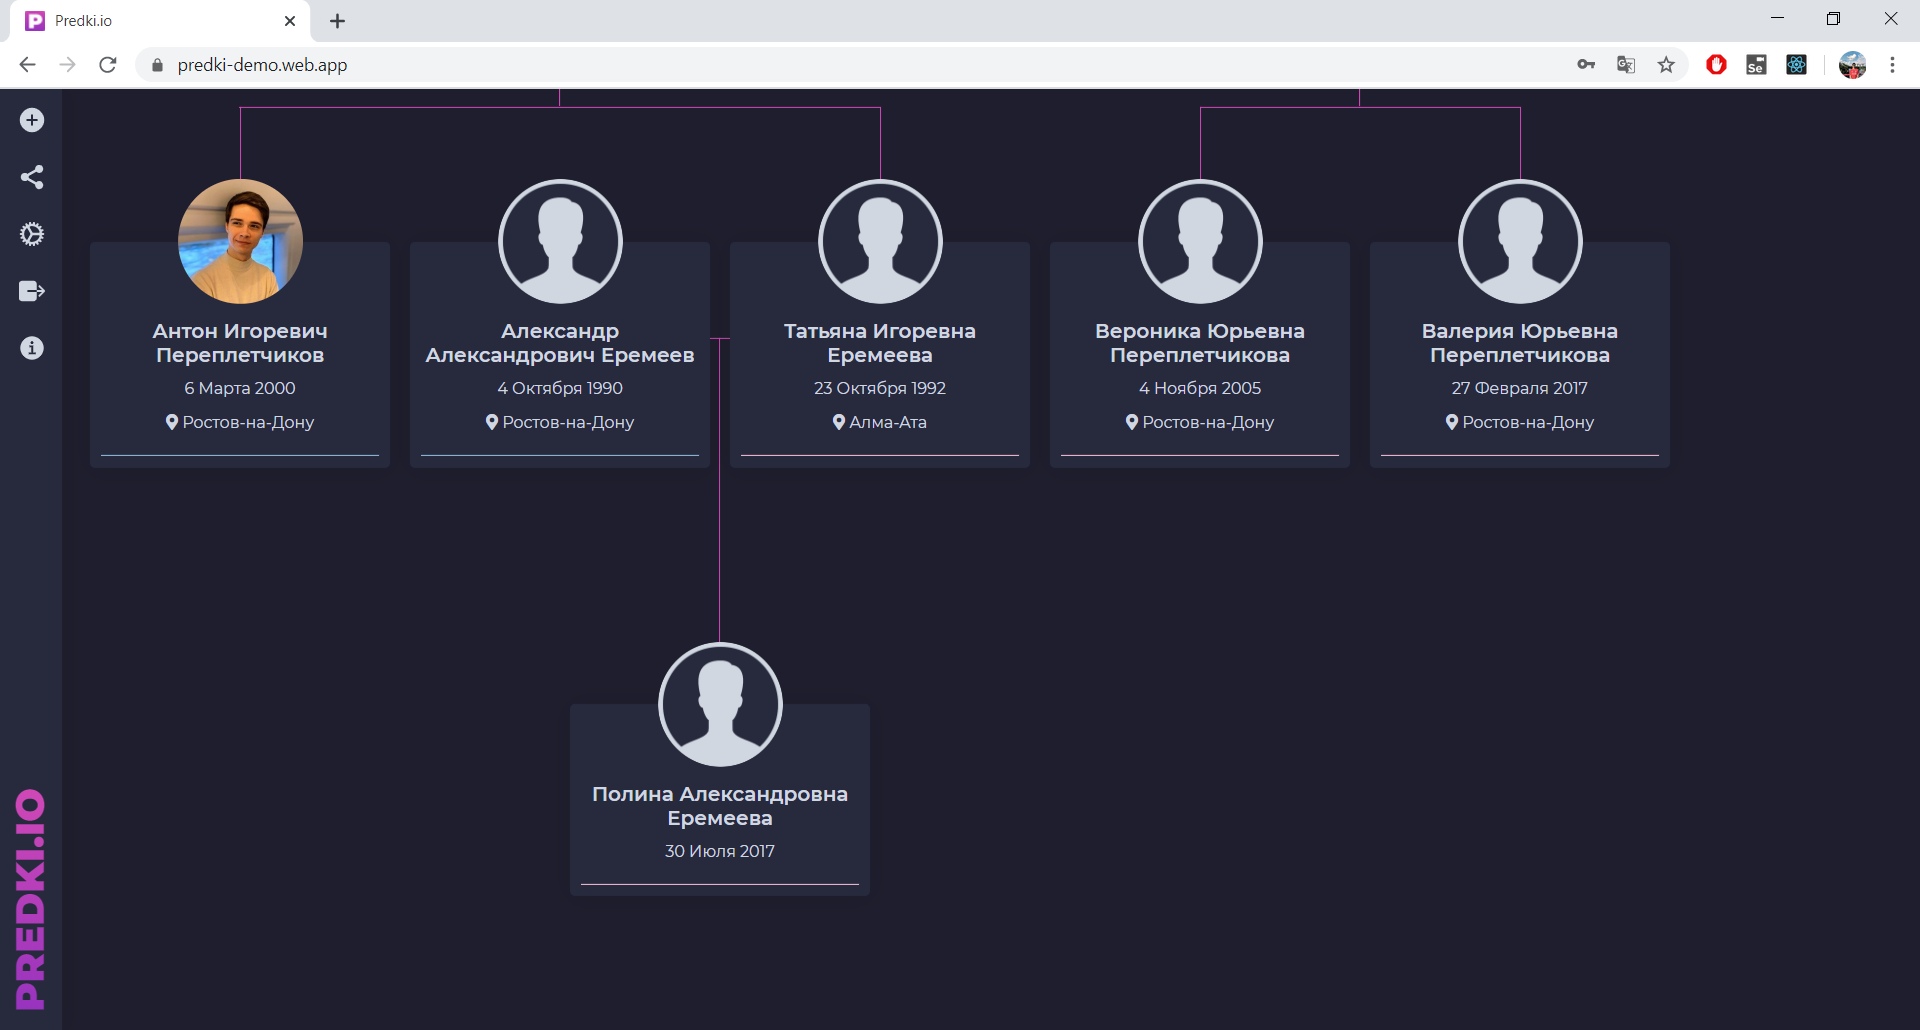 Predki.io
predki-demo.web.app
Se
Антон Игоревич
Переплетчиков
6 Марта 2000
Ростов-на-Дону
Александр
Александрович Еремеев
4 Октября 1990
Ростов-на-Дону
Татьяна Игоревна
Еремеева
23 Октября 1992
Алма-Ата
Вероника Юрьевна
Переплетчикова
4 Ноября 2005
Ростов-на-Дону
Валерия Юрьевна
Переплетчикова
27 Февраля 2017
Ростов-на-Дону
Полина Александровна
Еремеева
30 Июля 2017
PREDKI.IO